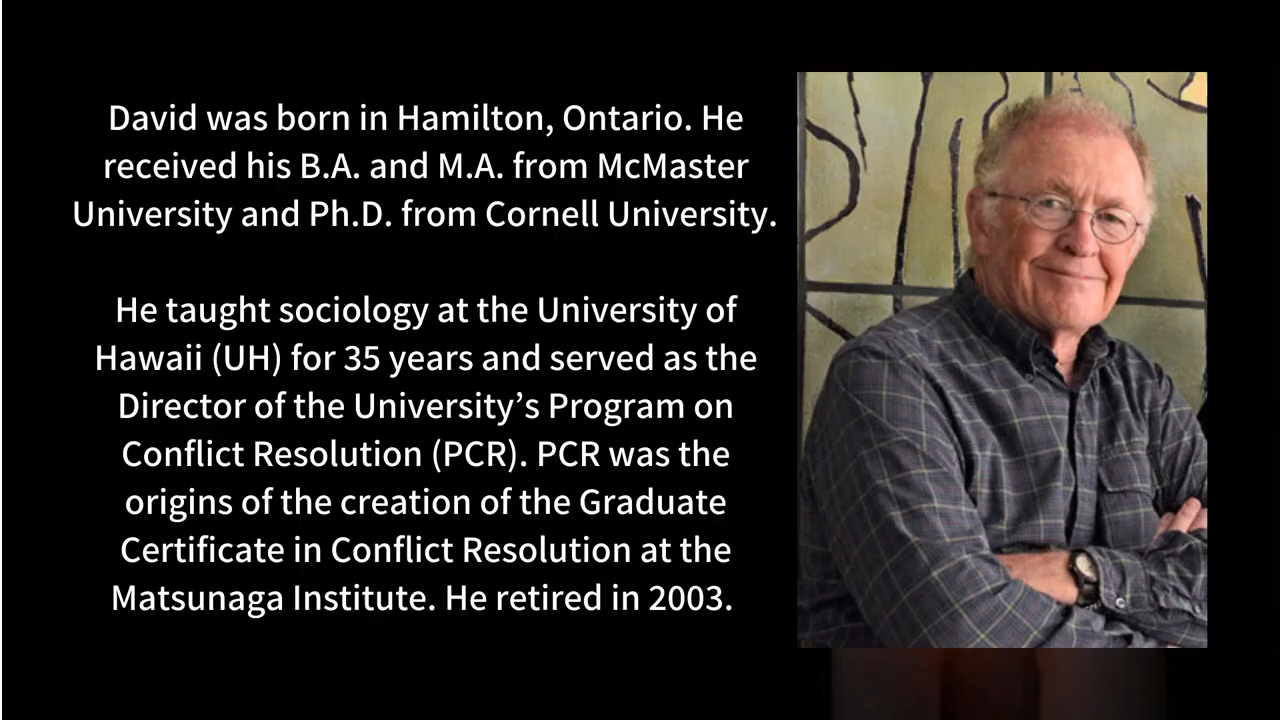 David was born in Hamilton, Ontario. He
received his B.A. and M.A. from McMaster
University and Ph.D. from Cornell University.
He taught sociology at the University of
Hawaii (UH) for 35 years and served as the
Director of the University’s Program on
Conflict Resolution (PCR). PCR was the
origins of the creation of the Graduate
Certificate in Conflict Resolution at the
Matsunaga Institute. He retired in 2003.